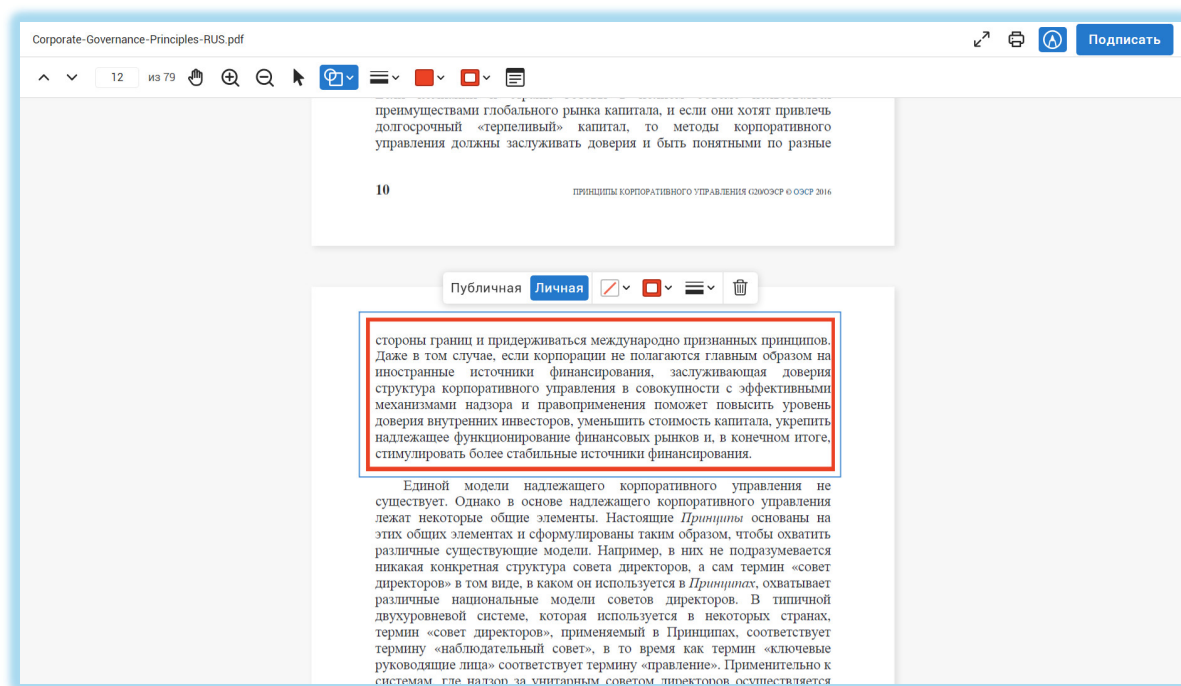 Corporate-Governance-Principles-RUS.pdf
Подписать
12 из 79
преимуществами глобального рынка капитала, и если они хотят привлечь
долгосрочный «терпеливый» капитал, то методы корпоративного
управления должны заслуживать доверия и быть понятными по разные
10 ПРИНЦИПЫ КОРПОРАТИВНОГО УПРАВЛЕНИЯ G20/ОЭСР © ОЭСР 2016
Публичная Личная
стороны границ и придерживаться международно признанных принципов.
Даже в том случае, если корпорации не полагаются главным образом на
иностранные источники финансирования, заслуживающая доверия
структура корпоративного управления в совокупности с эффективными
механизмами надзора и правоприменения поможет повысить уровень
доверия внутренних инвесторов, уменьшить стоимость капитала, укрепить
надлежащее функционирование финансовых рынков и, в конечном итоге,
стимулировать более стабильные источники финансирования.
Единой модели надлежащего корпоративного управления не
существует. Однако в основе надлежащего корпоративного управления
лежат некоторые общие элементы. Настоящие Принципы основаны на
этих общих элементах и сформулированы таким образом, чтобы охватить
различные существующие модели. Например, в них не подразумевается
никакая конкретная структура совета директоров, а сам термин «совет
директоров» в том виде, в каком он используется в Принципах, охватывает
различные национальные модели советов директоров. В типичной
двухуровневой системе, которая используется в некоторых странах,
термин «совет директоров», применяемый в Принципах, соответствует
термину «наблюдательный совет», в то время как термин «ключевые
руководящие лица» соответствует термину «правление». Применительно к
системам, где надзор за унитарным советом директоров осуществляется